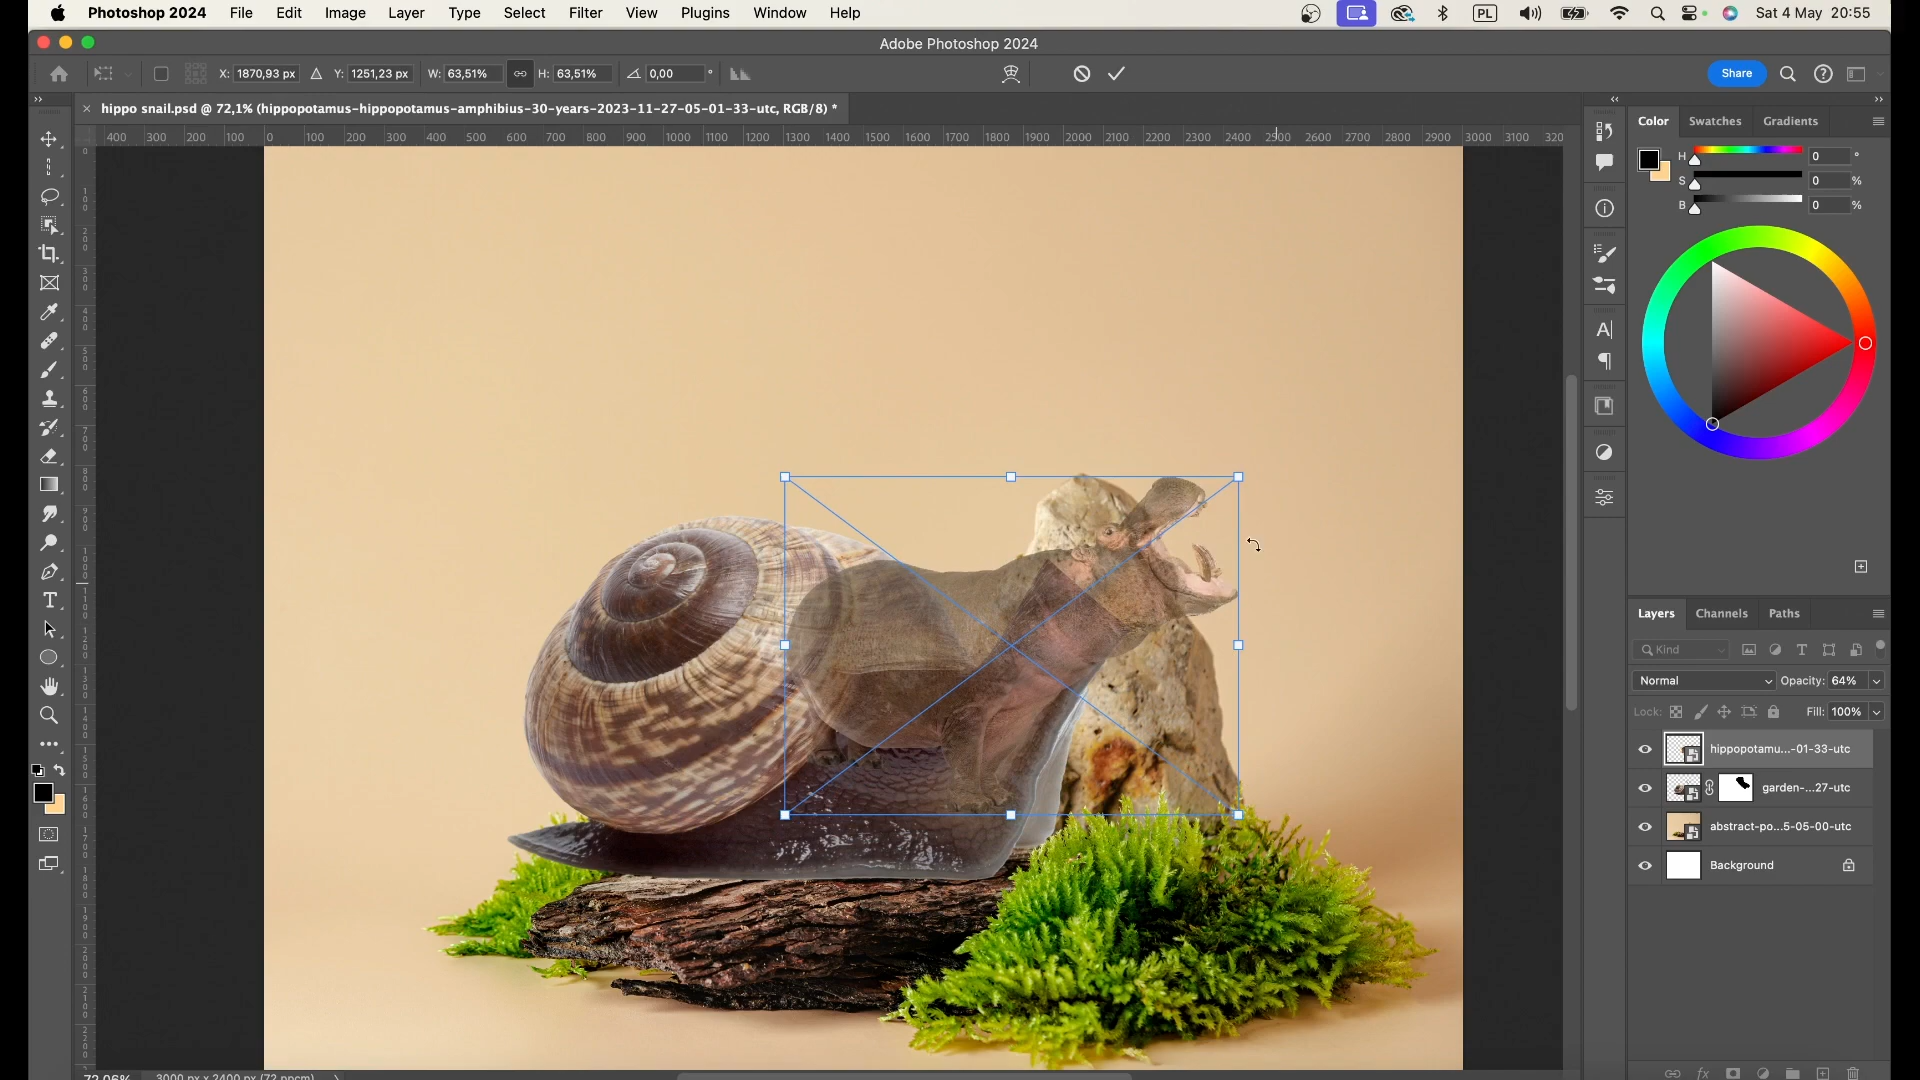 Photoshop 2024 File Edit Image Layer Type Select Filter View Plugins Window Help PL Sat 4 May 20:55
Adobe Photoshop 2024
X: 1870,93 px Y: 1251,23 px W: 63,51% H: 63,51% 0,00 ° Share
× hippo snail.psd @ 72,1% (hippopotamus-hippopotamus-amphibius-30-years-2023-11-27-05-01-33-utc, RGB/8) *
400 300 200 100 0 100 200 300 400 500 600 700 800 900 1000 1100 1200 1300 1400 1500 1600 1700 1800 1900 2000 2100 2200 2300 2400 2500 2600 2700 2800 2900 3000 3100 320
Color Swatches Gradients
H 0 °
S 0 %
B 0 %
Layers Channels Paths
Kind
Normal Opacity: 64%
Lock: Fill: 100%
hippopotamu...-01-33-utc
garden-...27-utc
abstract-po...5-05-00-utc
Background
72,06% 3000 px x 2400 px (72 ppcm)